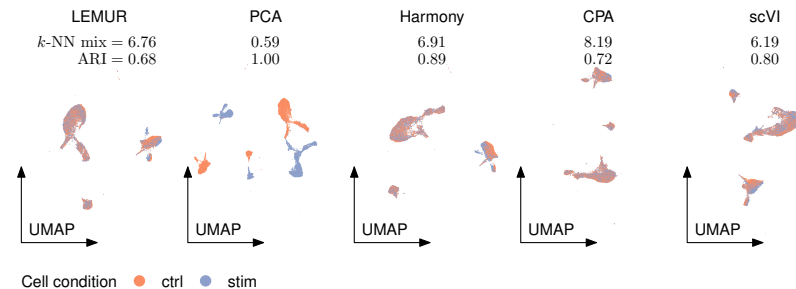 LEMUR PCA Harmony CPA scVI
k-NN mix = 6.76 0.59 6.91 8.19 6.19
ARI = 0.68 1.00 0.89 0.72 0.80
UMAP UMAP UMAP UMAP UMAP
Cell condition ctrl stim